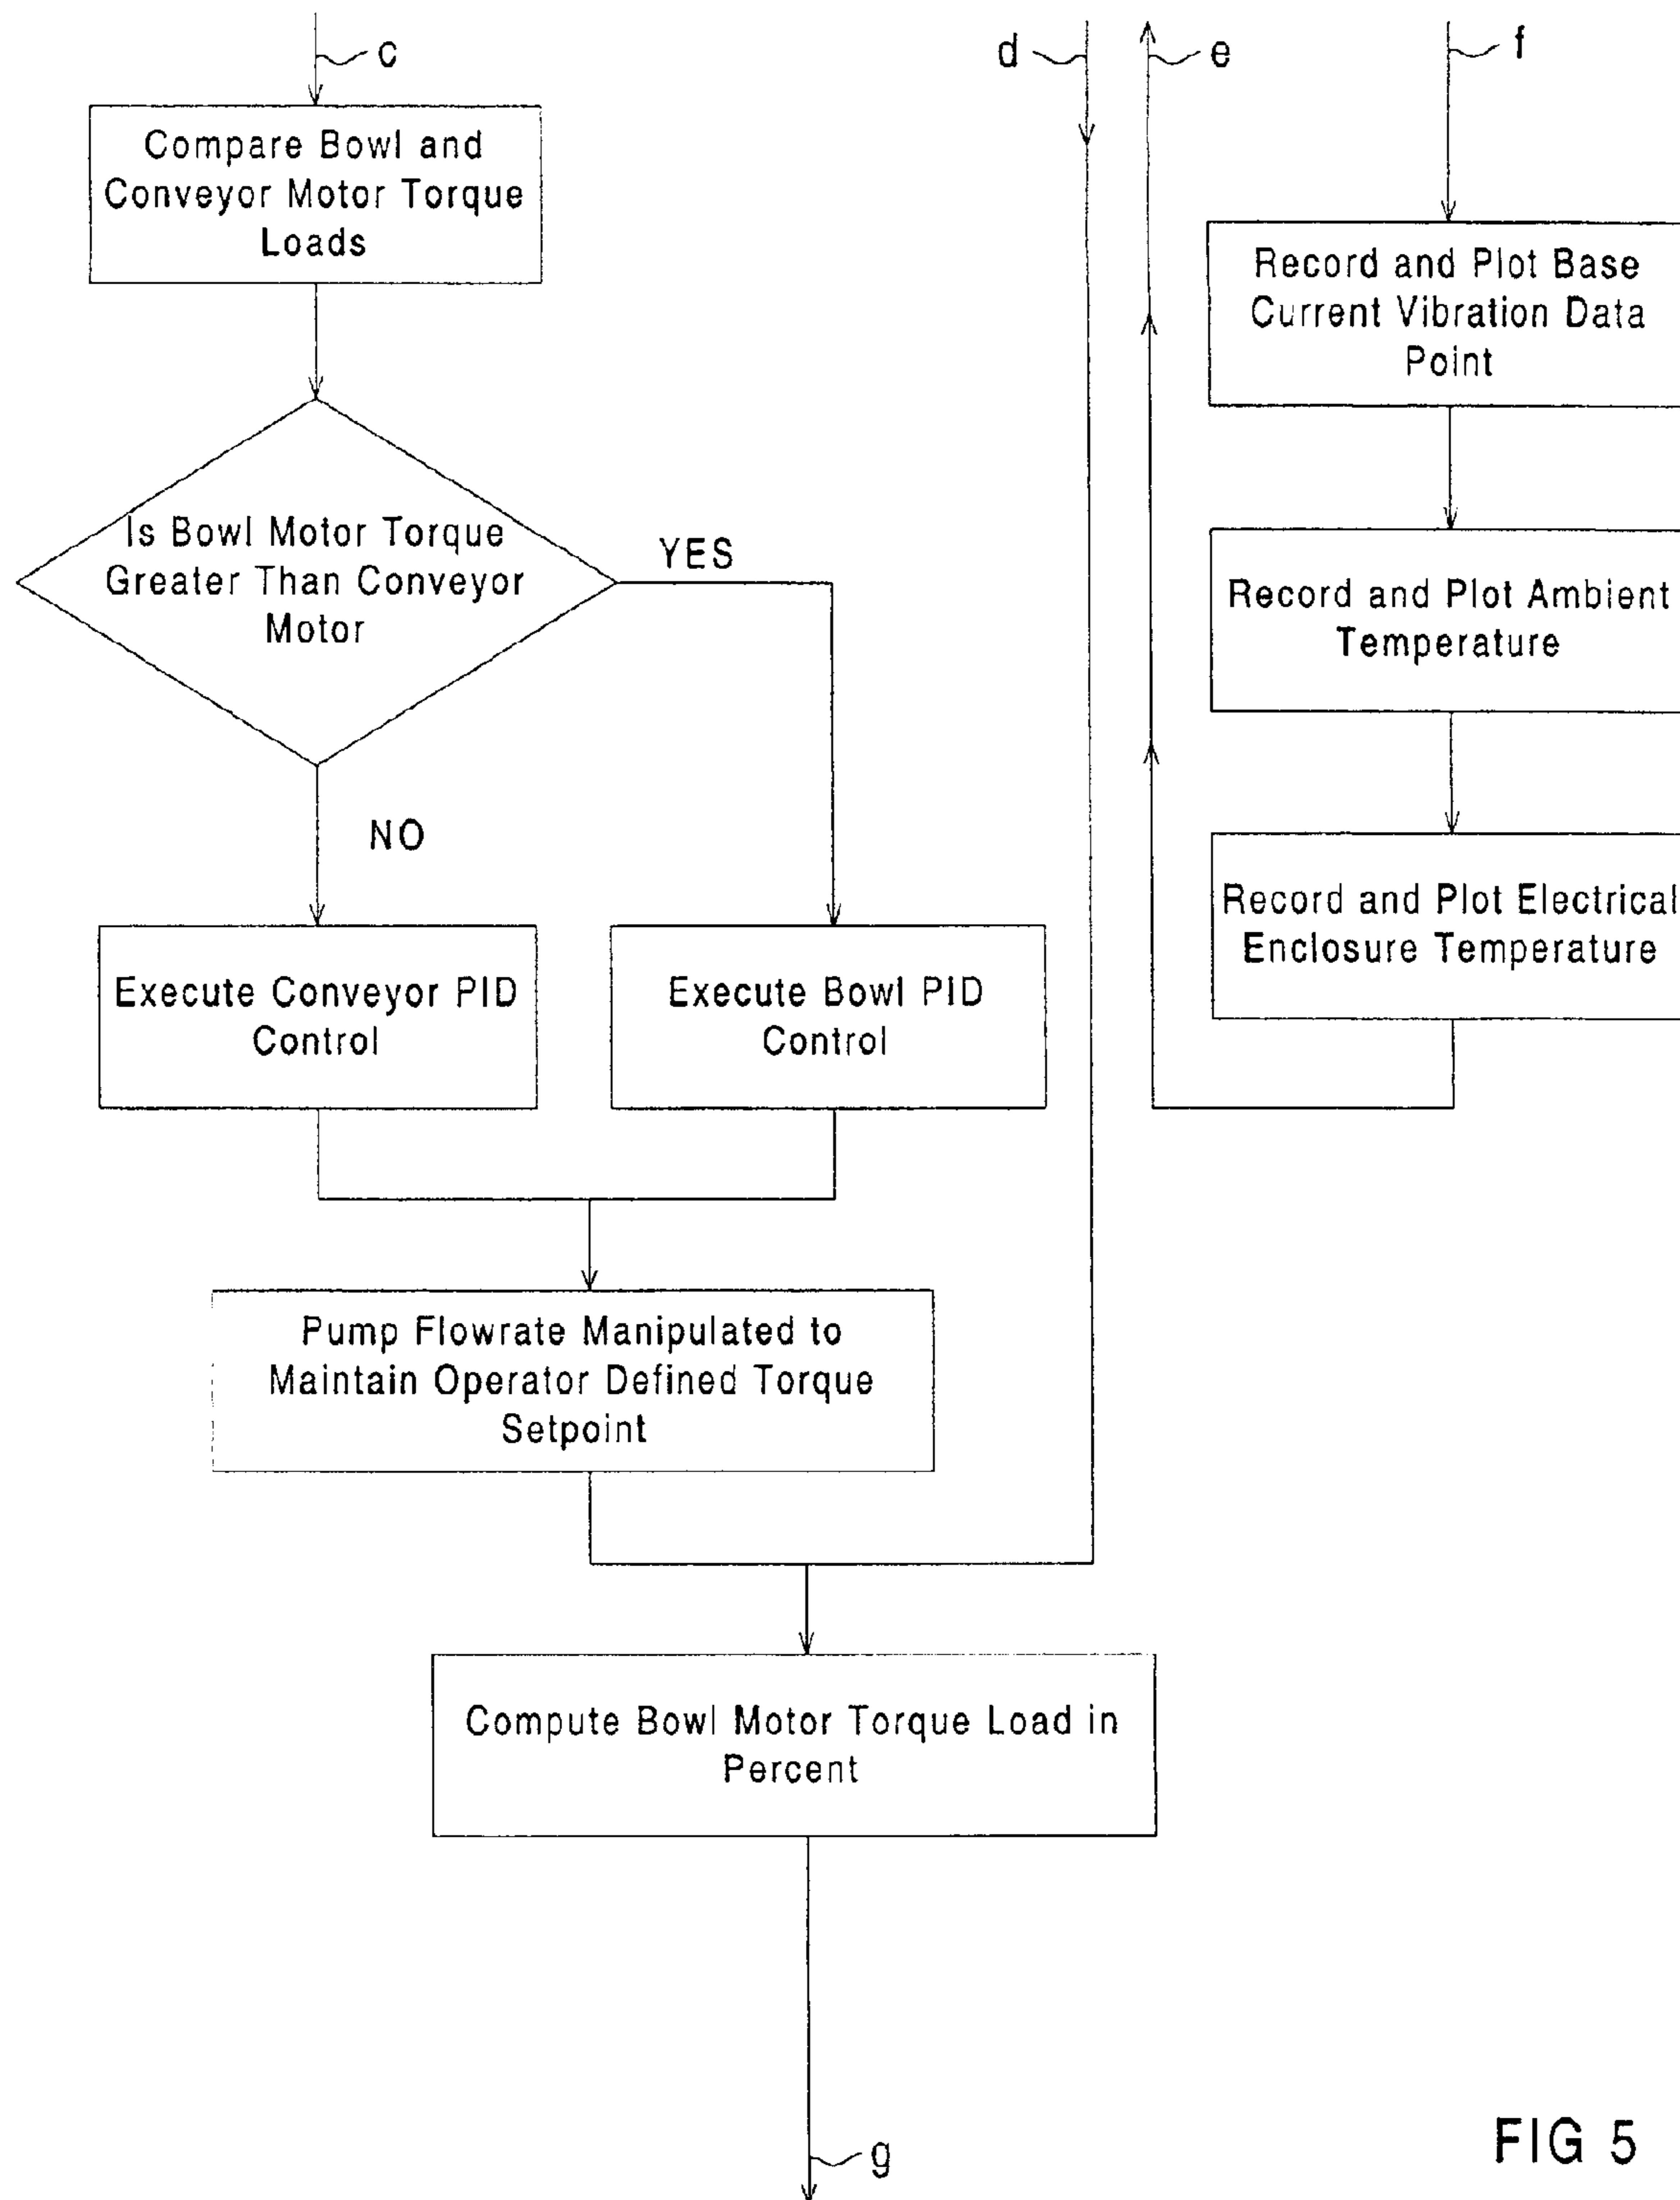 c
d
e
f
Compare Bowl and
Conveyor Motor Torque
Loads
Record and Plot Base
Current Vibration Data
Point
Is Bowl Motor Torque
Greater Than Conveyor
Motor
YES
NO
Record and Plot Ambient
Temperature
Record and Plot Electrical
Enclosure Temperature
Execute Conveyor PID
Control
Execute Bowl PID
Control
Pump Flowrate Manipulated to
Maintain Operator Defined Torque
Setpoint
Compute Bowl Motor Torque Load in
Percent
g
FIG 5